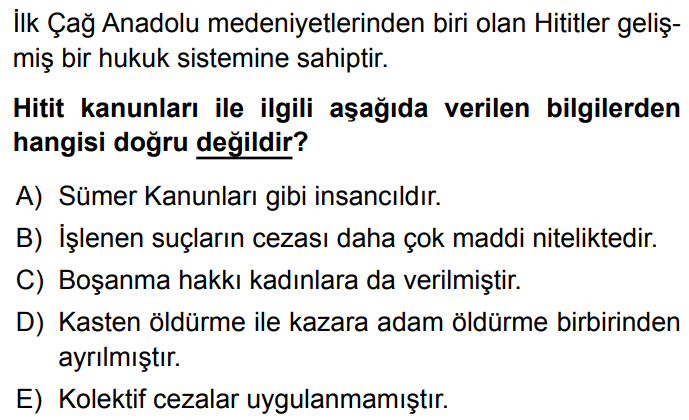 İlk Çağ Anadolu medeniyetlerinden biri olan Hititler geliş-
miş bir hukuk sistemine sahiptir.
Hitit kanunları ile ilgili aşağıda verilen bilgilerden
hangisi doğru değildir?
A) Sümer Kanunları gibi insancıldır.
B) İşlenen suçların cezası daha çok maddi niteliktedir.
C) Boşanma hakkı kadınlara da verilmiştir.
D) Kasten öldürme ile kazara adam öldürme birbirinden
ayrılmıştır.
E) Kolektif cezalar uygulanmamıştır.